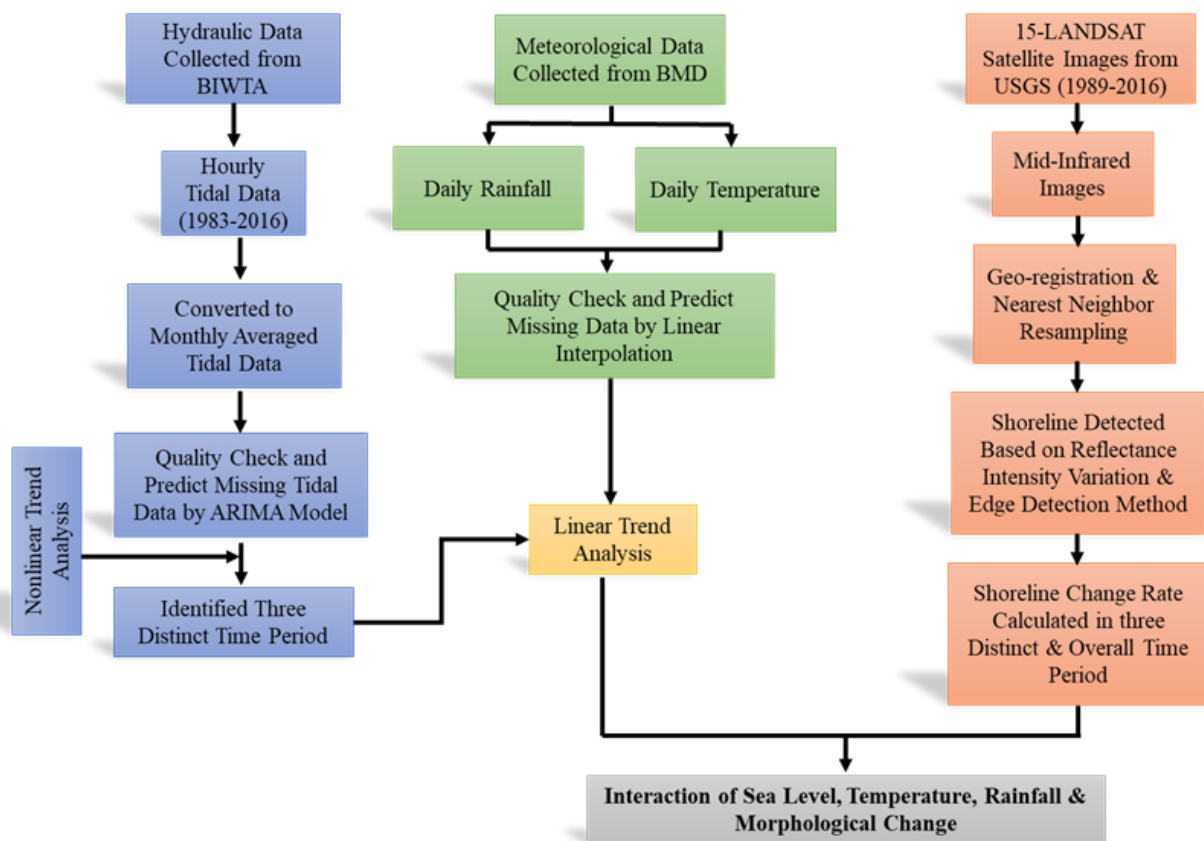 Hydraulic Data
Collected from
BIWTA
Hourly
Tidal Data
(1983-2016)
Converted to
Monthly Averaged
Tidal Data
Quality Check and
Predict Missing Tidal
Data by ARIMA Model
Nonlinear Trend
Analysis
Identified Three
Distinct Time Period
Meteorological Data
Collected from BMD
Daily Rainfall
Daily Temperature
Quality Check and Predict
Missing Data by Linear
Interpolation
Linear Trend
Analysis
15-LANDSAT
Satellite Images from
USGS (1989-2016)
Mid-Infrared
Images
Geo-registration &
Nearest Neighbor
Resampling
Shoreline Detected
Based on Reflectance
Intensity Variation &
Edge Detection Method
Shoreline Change Rate
Calculated in three
Distinct & Overall Time
Period
Interaction of Sea Level, Temperature, Rainfall &
Morphological Change